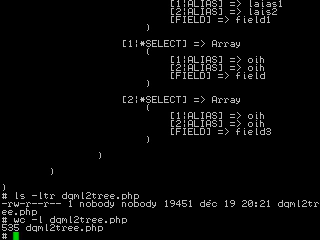 [1|ALIAS] => laias1
[2|ALIAS] => lais2
[FIELD] => field1
)
[1|*SELECT] => Array
(
[1|ALIAS] => oih
[2|ALIAS] => oih
[FIELD] => field
)
[2|*SELECT] => Array
(
[1|ALIAS] => oih
[2|ALIAS] => oih
[FIELD] => field3
)
)
)
)
# ls -ltr dqml2tree.php
-rw-r--r-- 1 nobody nobody 19451 déc 19 20:21 dqml2tr
ee.php
# wc -l dqml2tree.php
535 dqml2tree.php
#